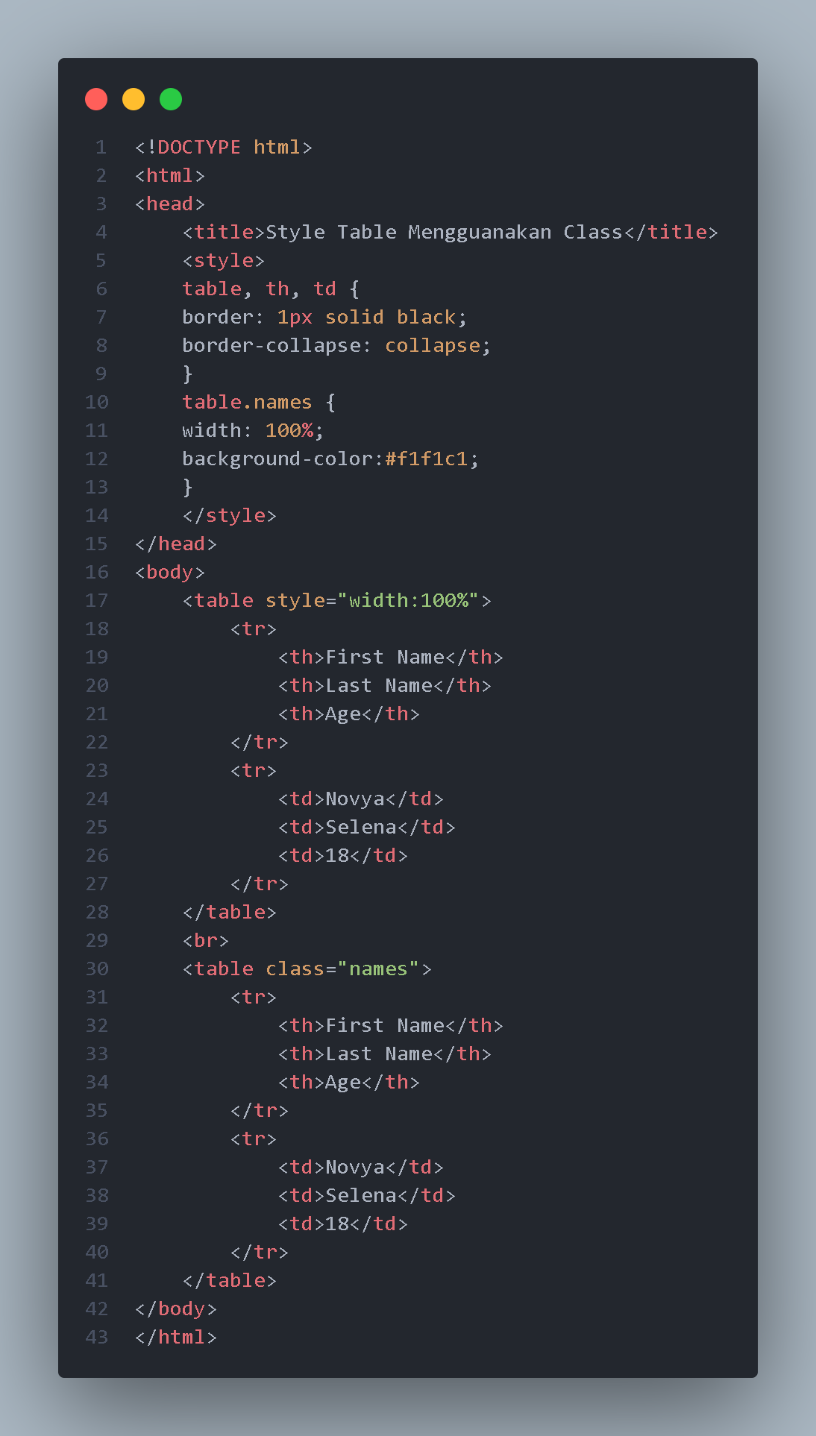 1 <!DOCTYPE html>
2 <html>
3 <head>
4     <title>Style Table Mengguanakan Class</title>
5     <style>
6     table, th, td {
7     border: 1px solid black;
8     border-collapse: collapse;
9     }
10     table.names {
11     width: 100%;
12     background-color:#f1f1c1;
13     }
14     </style>
15 </head>
16 <body>
17     <table style="width:100%">
18         <tr>
19             <th>First Name</th>
20             <th>Last Name</th>
21             <th>Age</th>
22         </tr>
23         <tr>
24             <td>Novya</td>
25             <td>Selena</td>
26             <td>18</td>
27         </tr>
28     </table>
29     <br>
30     <table class="names">
31         <tr>
32             <th>First Name</th>
33             <th>Last Name</th>
34             <th>Age</th>
35         </tr>
36         <tr>
37             <td>Novya</td>
38             <td>Selena</td>
39             <td>18</td>
40         </tr>
41     </table>
42 </body>
43 </html>